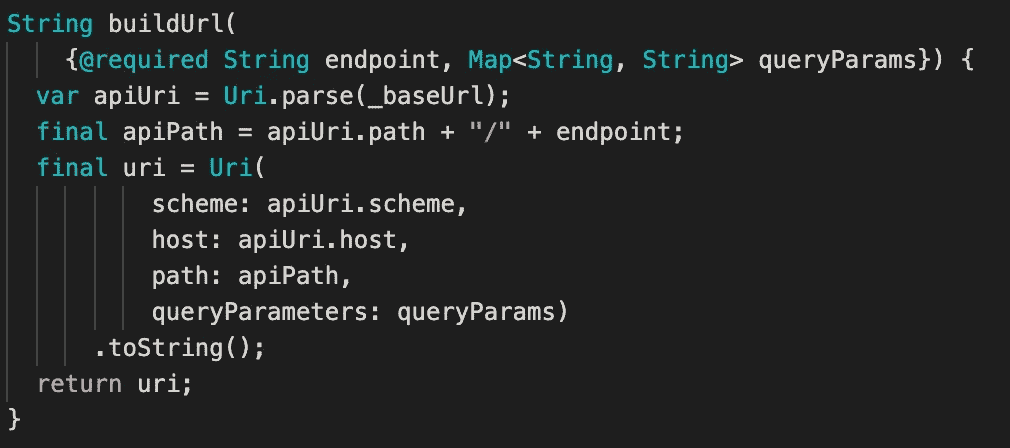 String buildUrl(
{@required String endpoint, Map<String, String> queryParams}) {
var apiUri = Uri.parse(_baseUrl);
final apiPath = apiUri.path + "/" + endpoint;
final uri = Uri(
scheme: apiUri.scheme,
host: apiUri.host,
path: apiPath,
queryParameters: queryParams)
.toString();
return uri;
}